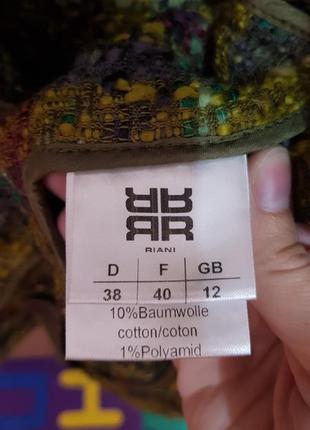 RIANI
D F GB
38 40 12
10%Baumwolle
cotton/coton
1%Polyamid